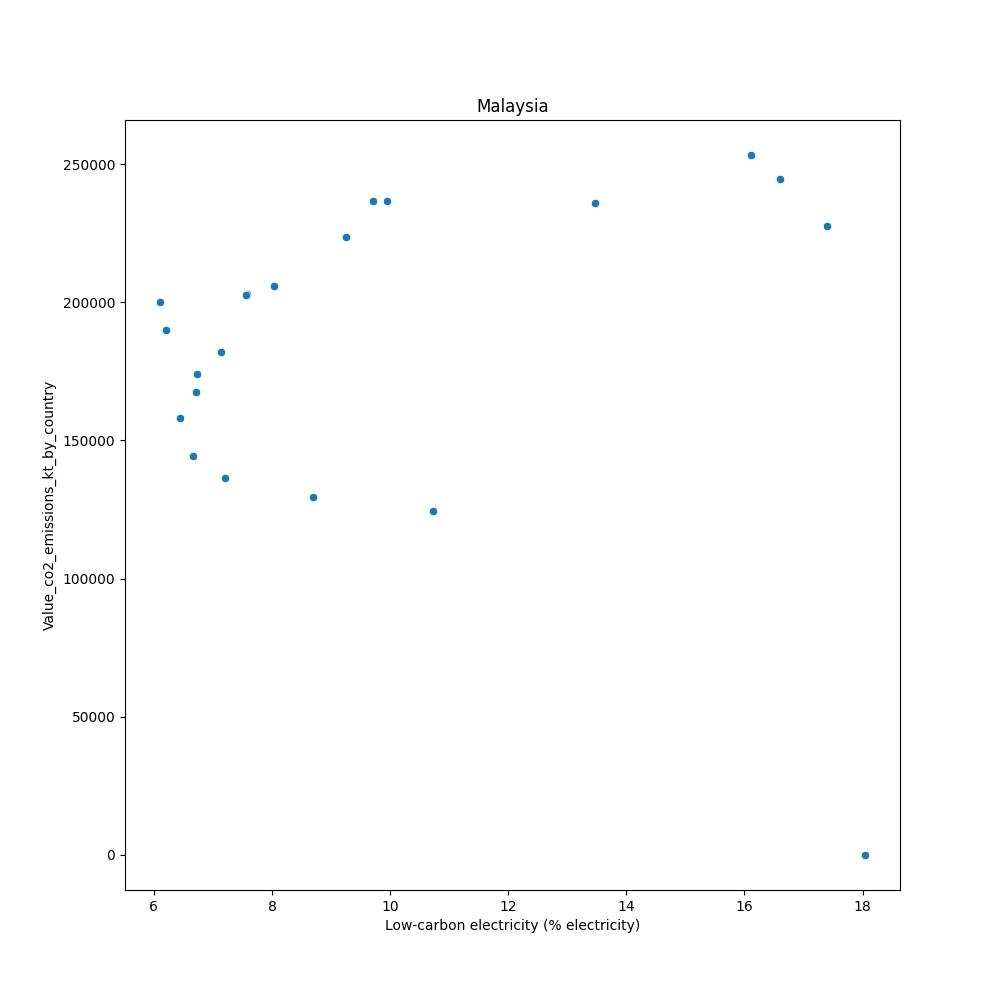 Malaysia
Value_co2_emissions_kt_by_country
250000
200000
150000
100000
50000
0
6 8 10 12 14 16 18
Low-carbon electricity (% electricity)